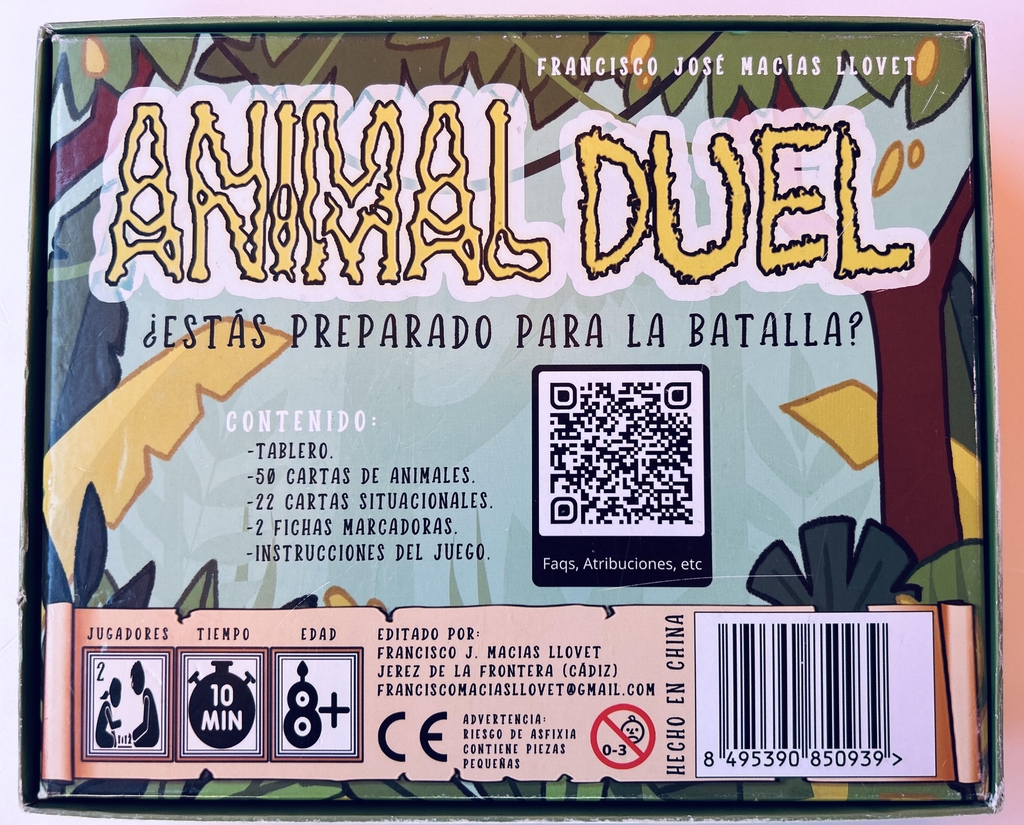 FRANCISCO JOSÉ MACÍAS LLOVET
ANIMAL DUEL
¿ESTÁS PREPARADO PARA LA BATALLA?
CONTENIDO:
-TABLERO.
-50 CARTAS DE ANIMALES.
-22 CARTAS SITUACIONALES.
-2 FICHAS MARCADORAS.
-INSTRUCCIONES DEL JUEGO.
Faqs, Atribuciones, etc
JUGADORES TIEMPO EDAD
2
10
MIN
8+
EDITADO POR:
FRANCISCO J. MACIAS LLOVET
JEREZ DE LA FRONTERA (CÁDIZ)
FRANCISCOMACIASLLOVET@GMAIL.COM
CE
ADVERTENCIA:
RIESGO DE ASFIXIA
CONTIENE PIEZAS
PEQUEÑAS
0-3
HECHO EN CHINA
8 495390 850939 >